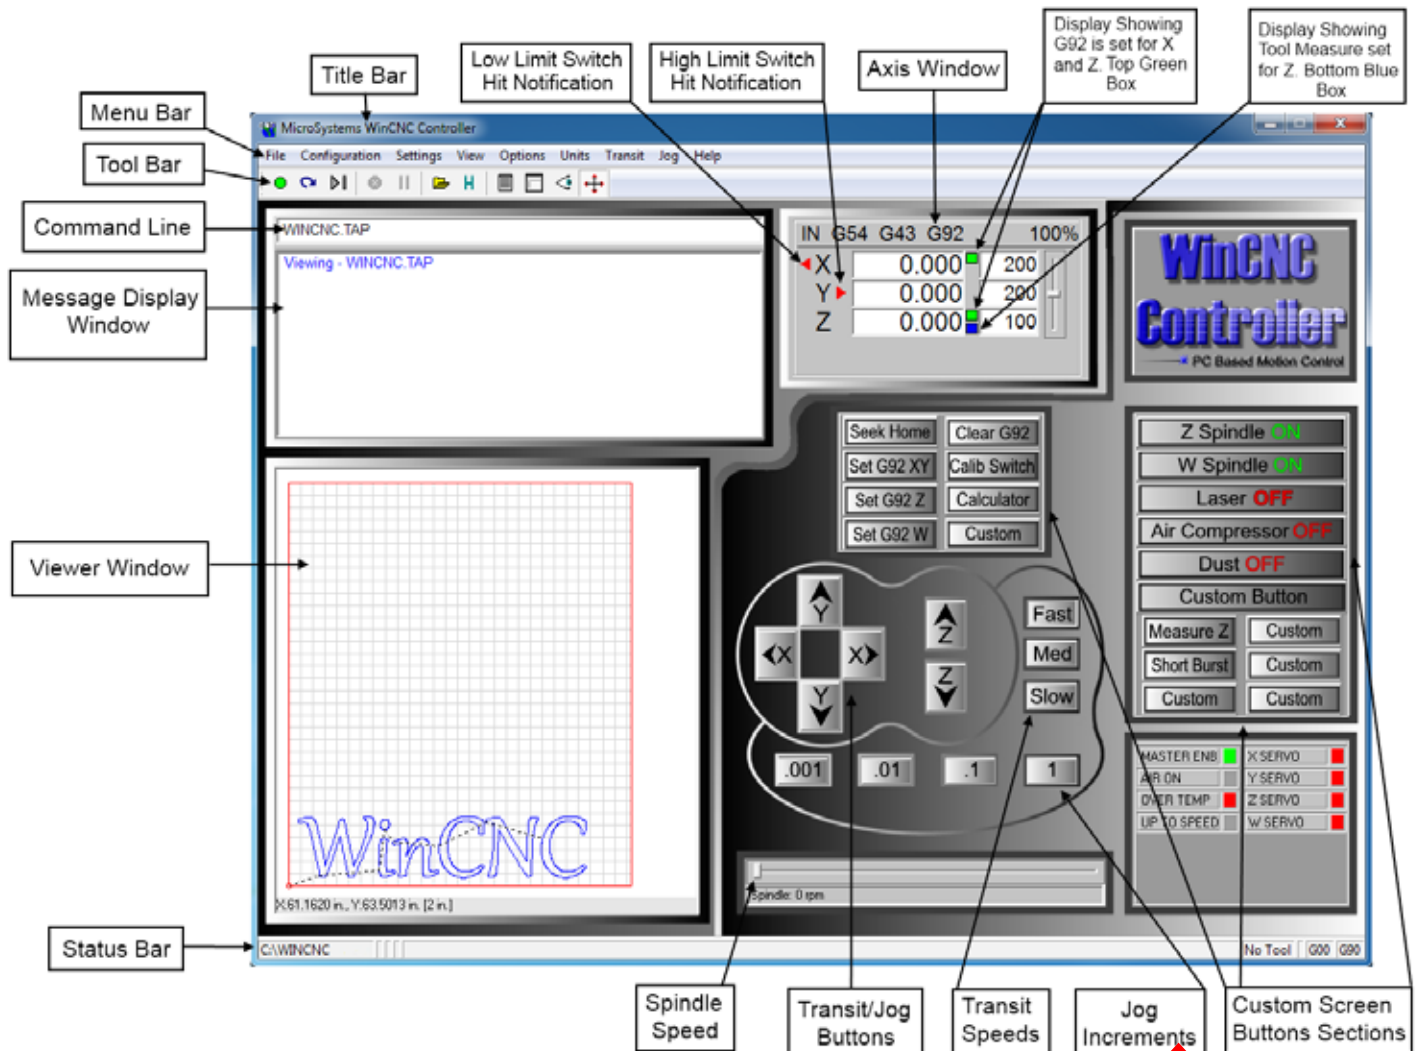 Title Bar
Low Limit Switch
Hit Notification
High Limit Switch
Hit Notification
Axis Window
Display Showing
G92 is set for X
and Z. Top Green
Box
Display Showing
Tool Measure set
for Z. Bottom Blue
Box
Menu Bar
Tool Bar
Command Line
Message Display
Window
Viewer Window
Status Bar
MicroSystems WinCNC Controller
File Configuration Settings View Options Units Transit Jog Help
WINCNC.TAP
Viewing - WINCNC.TAP
IN G54 G43 G92 100%
X 0.000 200
Y 0.000 200
Z 0.000 100
WinCNC
Controller
PC Based Motion Control
Seek Home Clear G92
Set G92 XY Calib Switch
Set G92 Z Calculator
Set G92 W Custom
Z Spindle ON
W Spindle ON
Laser OFF
Air Compressor OFF
Dust OFF
Custom Button
Measure Z Custom
Short Burst Custom
Custom Custom
Y
X X
Y
Z
Z
Fast
Med
Slow
.001 .01 .1 1
MASTER ENB X SERVO
AIR ON Y SERVO
OVER TEMP Z SERVO
UP TO SPEED W SERVO
WinCNC
X:61.1620 in., Y:63.5013 in. [2 in.]
Spindle: 0 rpm
C:\WINCNC
No Tool G00 G90
Spindle
Speed
Transit/Jog
Buttons
Transit
Speeds
Jog
Increments
Custom Screen
Buttons Sections